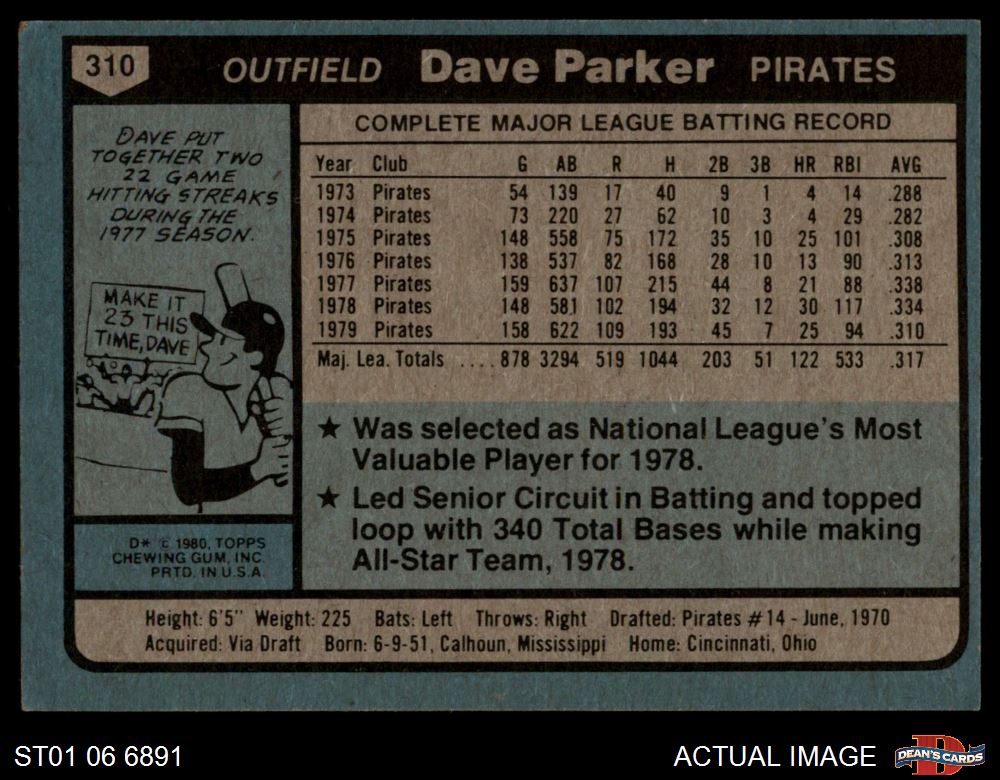 310 OUTFIELD Dave Parker PIRATES
DAVE PUT
TOGETHER TWO
22 GAME
HITTING STREAKS
DURING THE
1977 SEASON.
MAKE IT
23 THIS
TIME, DAVE
D* © 1980, TOPPS
CHEWING GUM, INC.
PRTD. IN U.S.A.
COMPLETE MAJOR LEAGUE BATTING RECORD
Year Club G AB R H 2B 3B HR RBI AVG
1973 Pirates 54 139 17 40 9 1 4 14 .288
1974 Pirates 73 220 27 62 10 3 4 29 .282
1975 Pirates 148 558 75 172 35 10 25 101 .308
1976 Pirates 138 537 82 168 28 10 13 90 .313
1977 Pirates 159 637 107 215 44 8 21 88 .338
1978 Pirates 148 581 102 194 32 12 30 117 .334
1979 Pirates 158 622 109 193 45 7 25 94 .310
Maj. Lea. Totals .... 878 3294 519 1044 203 51 122 533 .317
★ Was selected as National League's Most
Valuable Player for 1978.
★ Led Senior Circuit in Batting and topped
loop with 340 Total Bases while making
All-Star Team, 1978.
Height: 6'5" Weight: 225 Bats: Left Throws: Right Drafted: Pirates #14 - June, 1970
Acquired: Via Draft Born: 6-9-51, Calhoun, Mississippi Home: Cincinnati, Ohio
ST01 06 6891 ACTUAL IMAGE DEAN'S CARDS